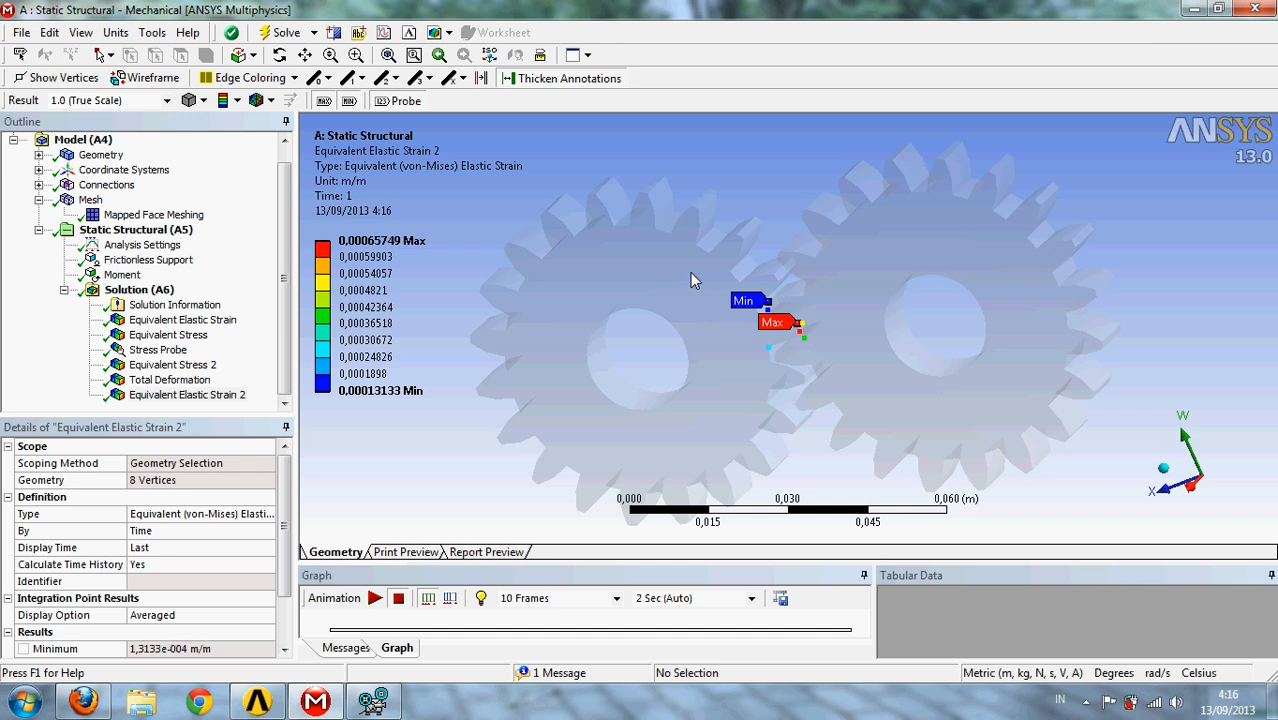 A : Static Structural - Mechanical [ANSYS Multiphysics]
File Edit View Units Tools Help Solve Worksheet
Show Vertices Wireframe Edge Coloring Thicken Annotations
Result 1.0 (True Scale) MAX MIN Probe
Outline
Model (A4)
Geometry
Coordinate Systems
Connections
Mesh
Mapped Face Meshing
Static Structural (A5)
Analysis Settings
Frictionless Support
Moment
Solution (A6)
Solution Information
Equivalent Elastic Strain
Equivalent Stress
Stress Probe
Equivalent Stress 2
Total Deformation
Equivalent Elastic Strain 2
Details of "Equivalent Elastic Strain 2"
Scope
Scoping Method Geometry Selection
Geometry 8 Vertices
Definition
Type Equivalent (von-Mises) Elasti...
By Time
Display Time Last
Calculate Time History Yes
Identifier
Integration Point Results
Display Option Averaged
Results
Minimum 1,3133e-004 m/m
A: Static Structural
Equivalent Elastic Strain 2
Type: Equivalent (von-Mises) Elastic Strain
Unit: m/m
Time: 1
13/09/2013 4:16
0,00065749 Max
0,00059903
0,00054057
0,0004821
0,00042364
0,00036518
0,00030672
0,00024826
0,0001898
0,00013133 Min
ANSYS
13.0
Min
Max
W
X
0,000 0,030 0,060 (m)
0,015 0,045
Geometry Print Preview Report Preview
Graph
Animation 10 Frames 2 Sec (Auto)
Messages Graph
Tabular Data
Press F1 for Help 1 Message No Selection Metric (m, kg, N, s, V, A) Degrees rad/s Celsius
IN 4:16
13/09/2013